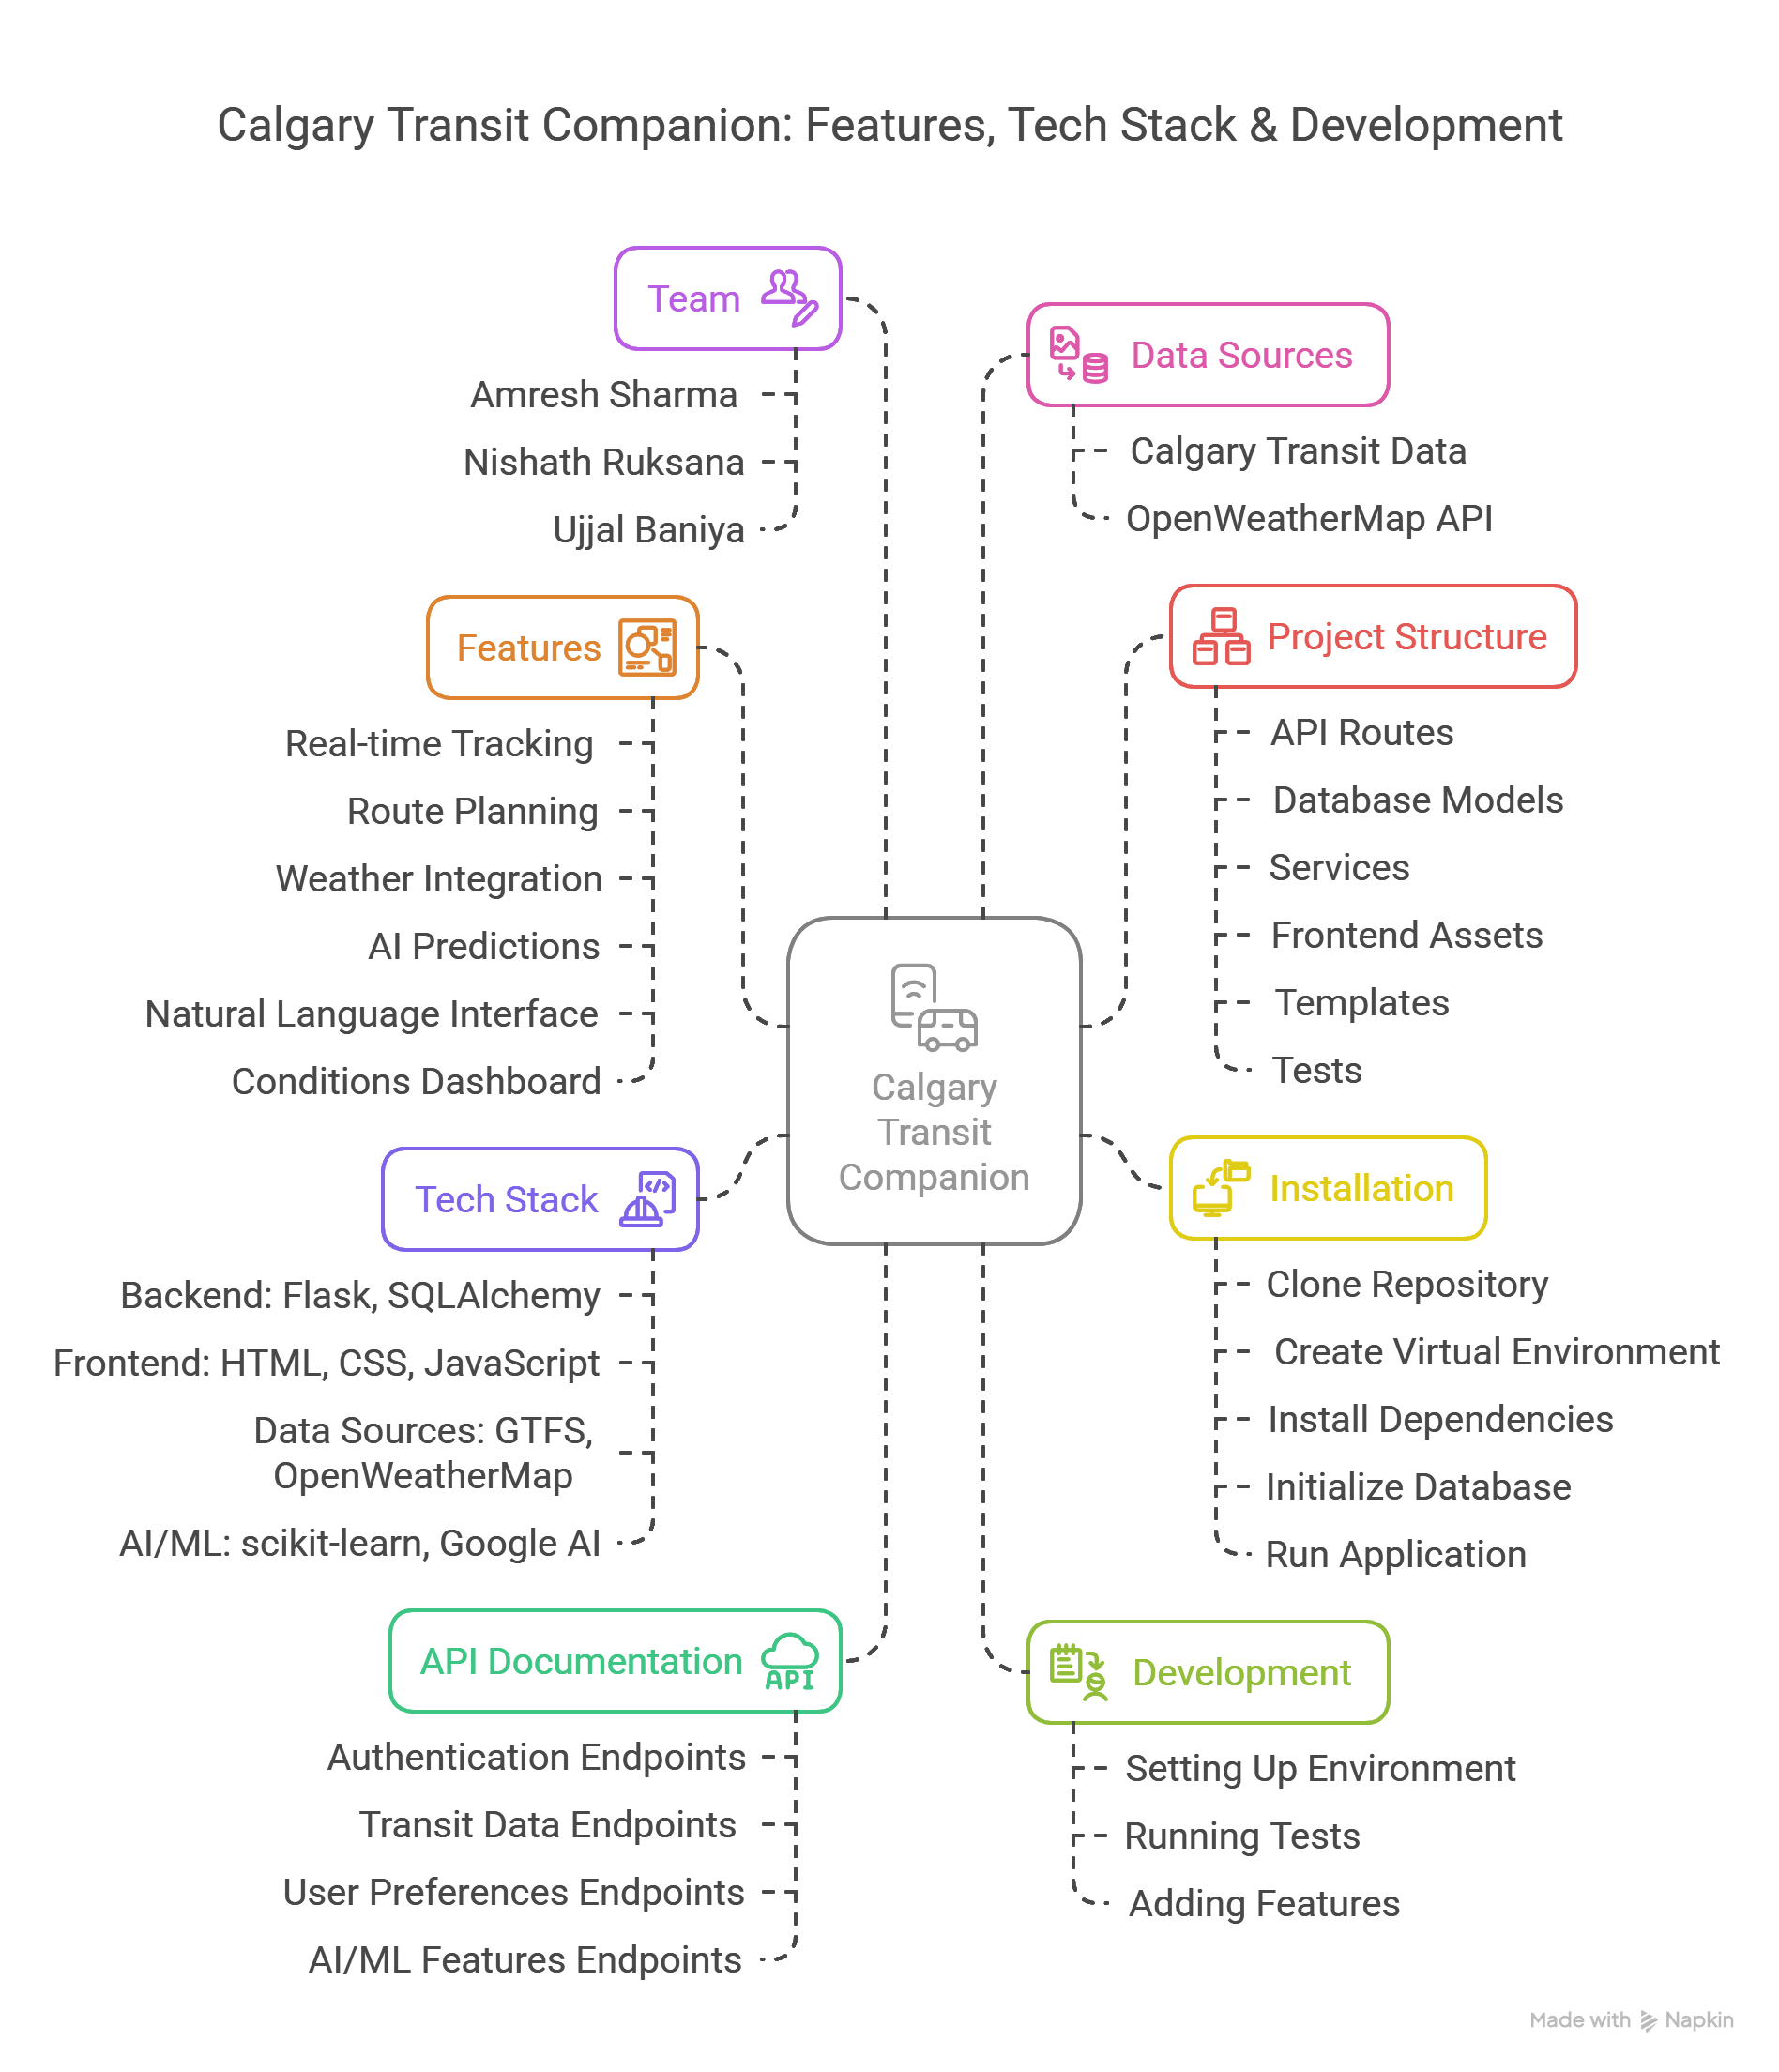 Calgary Transit Companion: Features, Tech Stack & Development
Team
Amresh Sharma
Nishath Ruksana
Ujjal Baniya
Data Sources
Calgary Transit Data
OpenWeatherMap API
Features
Real-time Tracking
Route Planning
Weather Integration
AI Predictions
Natural Language Interface
Conditions Dashboard
Project Structure
API Routes
Database Models
Services
Frontend Assets
Templates
Tests
Calgary
Transit
Companion
Tech Stack
Backend: Flask, SQLAlchemy
Frontend: HTML, CSS, JavaScript
Data Sources: GTFS,
OpenWeatherMap
AI/ML: scikit-learn, Google AI
Installation
Clone Repository
Create Virtual Environment
Install Dependencies
Initialize Database
Run Application
API Documentation
API
Authentication Endpoints
Transit Data Endpoints
User Preferences Endpoints
AI/ML Features Endpoints
Development
Setting Up Environment
Running Tests
Adding Features
Made with Napkin